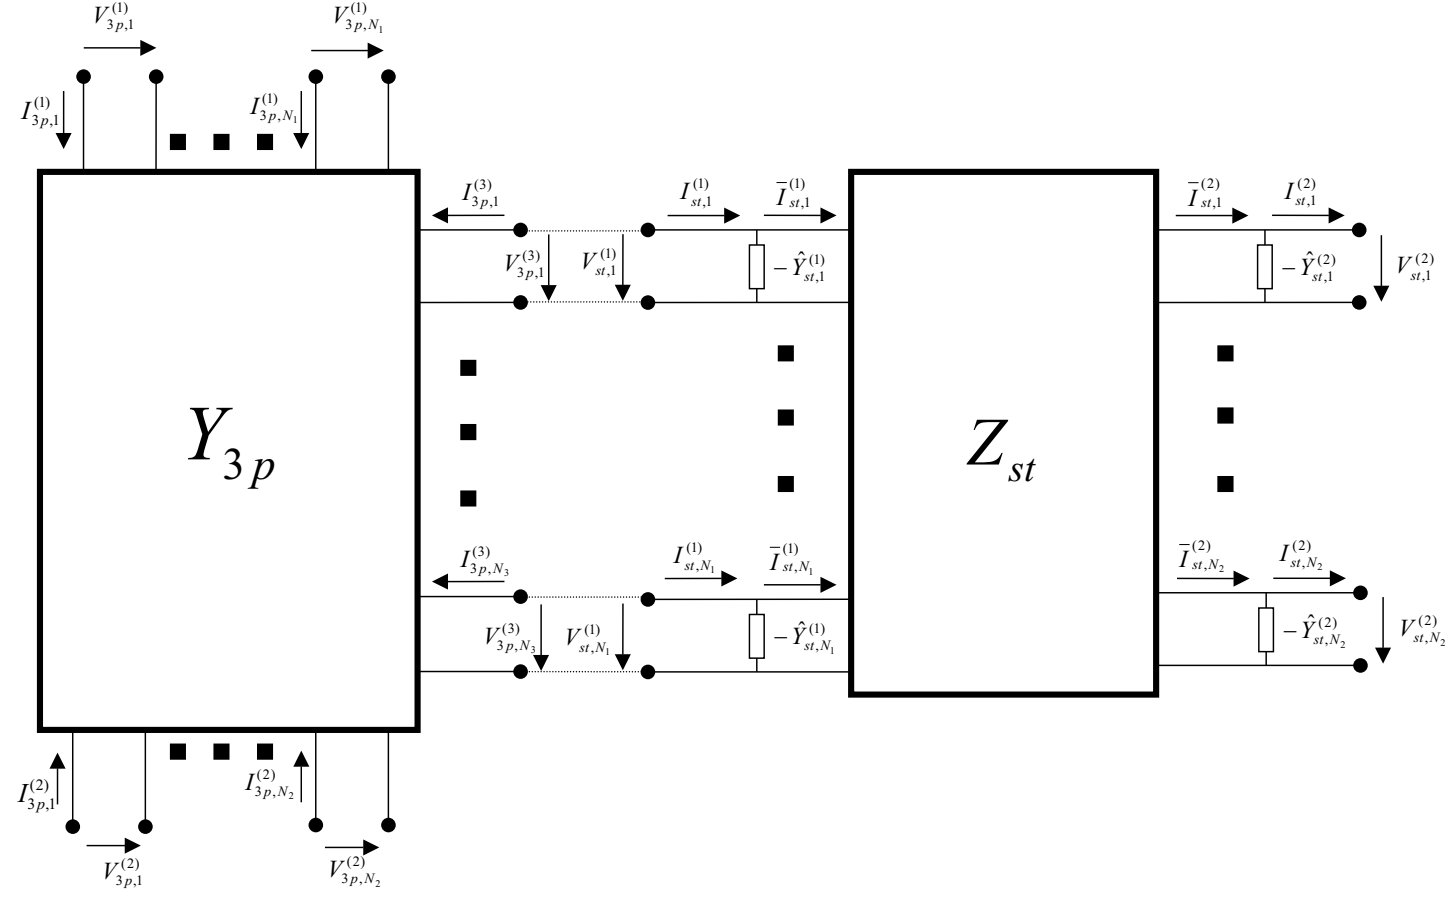 V_{3p,1}^{(1)} V_{3p,N_1}^{(1)}
I_{3p,1}^{(1)} I_{3p,N_1}^{(1)}
I_{3p,1}^{(3)} I_{st,1}^{(1)} \bar{I}_{st,1}^{(1)} \bar{I}_{st,1}^{(2)} I_{st,1}^{(2)}
V_{3p,1}^{(3)} V_{st,1}^{(1)} -\hat{Y}_{st,1}^{(1)} -\hat{Y}_{st,1}^{(2)} V_{st,1}^{(2)}
Y_{3p} Z_{st}
I_{3p,N_3}^{(3)} I_{st,N_1}^{(1)} \bar{I}_{st,N_1}^{(1)} \bar{I}_{st,N_2}^{(2)} I_{st,N_2}^{(2)}
V_{3p,N_3}^{(3)} V_{st,N_1}^{(1)} -\hat{Y}_{st,N_1}^{(1)} -\hat{Y}_{st,N_2}^{(2)} V_{st,N_2}^{(2)}
I_{3p,1}^{(2)} I_{3p,N_2}^{(2)}
V_{3p,1}^{(2)} V_{3p,N_2}^{(2)}